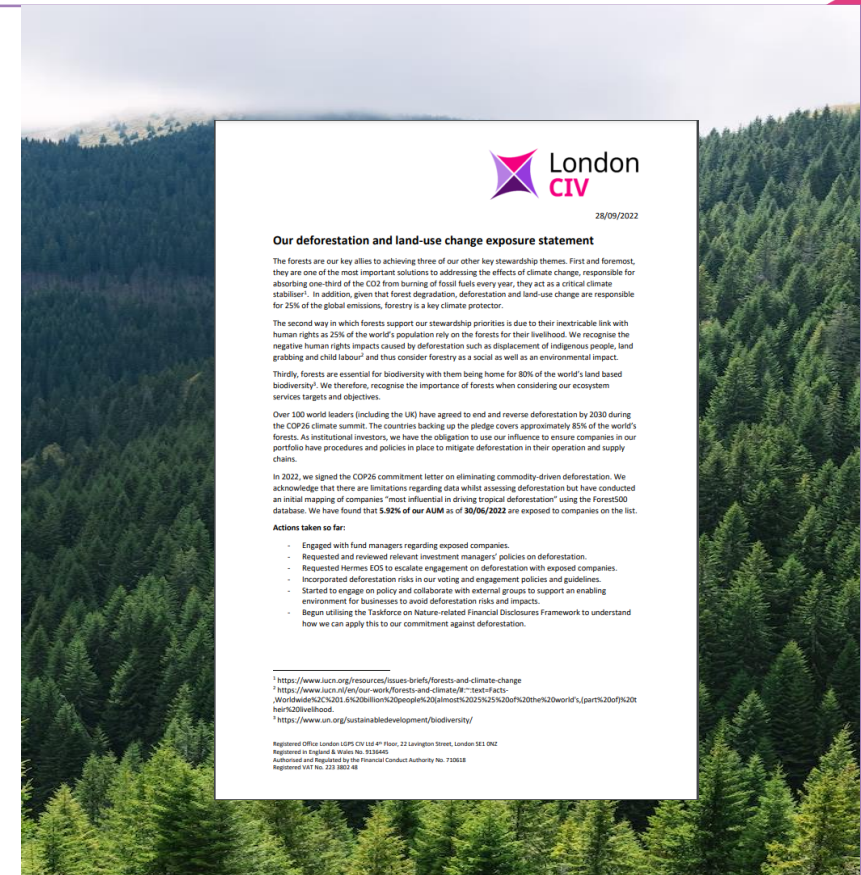 London
CIV
28/09/2022
Our deforestation and land-use change exposure statement
The forests are our key allies to achieving three of our other key stewardship themes. First and foremost,
they are one of the most important solutions to addressing the effects of climate change, responsible for
absorbing one-third of the CO2 from burning of fossil fuels every year, they act as a critical climate
stabiliser¹. In addition, given that forest degradation, deforestation and land-use change are responsible
for 25% of the global emissions, forestry is a key climate protector.
The second way in which forests support our stewardship priorities is due to their inextricable link with
human rights as 25% of the world's population rely on the forests for their livelihood. We recognise the
negative human rights impacts caused by deforestation such as displacement of indigenous people, land
grabbing and child labour² and thus consider forestry as a social as well as an environmental impact.
Thirdly, forests are essential for biodiversity with them being home for 80% of the world's land based
biodiversity³. We therefore, recognise the importance of forests when considering our ecosystem
services targets and objectives.
Over 100 world leaders (including the UK) have agreed to end and reverse deforestation by 2030 during
the COP26 climate summit. The countries backing up the pledge covers approximately 85% of the world's
forests. As institutional investors, we have the obligation to use our influence to ensure companies in our
portfolio have procedures and policies in place to mitigate deforestation in their operation and supply
chains.
In 2022, we signed the COP26 commitment letter on eliminating commodity-driven deforestation. We
acknowledge that there are limitations regarding data whilst assessing deforestation but have conducted
an initial mapping of companies "most influential in driving tropical deforestation" using the Forest500
database. We have found that 5.92% of our AUM as of 30/06/2022 are exposed to companies on the list.
Actions taken so far:
- Engaged with fund managers regarding exposed companies.
- Requested and reviewed relevant investment managers' policies on deforestation.
- Requested Hermes EOS to escalate engagement on deforestation with exposed companies.
- Incorporated deforestation risks in our voting and engagement policies and guidelines.
- Started to engage on policy and collaborate with external groups to support an enabling
environment for businesses to avoid deforestation risks and impacts.
- Begun utilising the Taskforce on Nature-related Financial Disclosures Framework to understand
how we can apply this to our commitment against deforestation.
¹ https://www.iucn.org/resources/issues-briefs/forests-and-climate-change
² https://www.iucn.nl/en/our-work/forests-and-climate/#:~:text=Facts-
,Worldwide%2C%201.6%20billion%20people%20(almost%2025%25%20of%20the%20world's,(part%20of)%20t
heir%20livelihood.
³ https://www.un.org/sustainabledevelopment/biodiversity/
Registered Office London LGPS CIV Ltd 4th Floor, 22 Lavington Street, London SE1 0NZ
Registered in England & Wales No. 9136445
Authorised and Regulated by the Financial Conduct Authority No. 710618
Registered VAT No. 223 3802 48